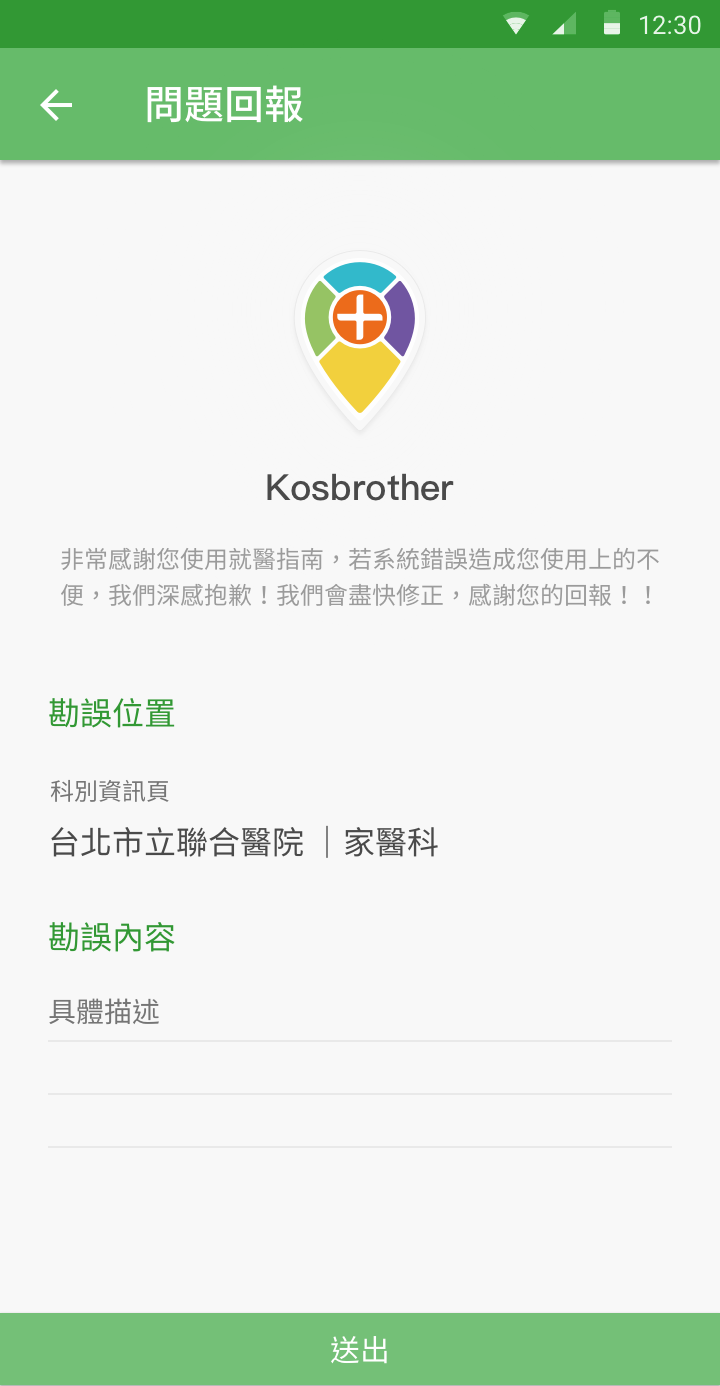 12:30
問題回報
Kosbrother
非常感謝您使用就醫指南，若系統錯誤造成您使用上的不
便，我們深感抱歉！我們會盡快修正，感謝您的回報！！
勘誤位置
科別資訊頁
台北市立聯合醫院 ｜家醫科
勘誤內容
具體描述
送出